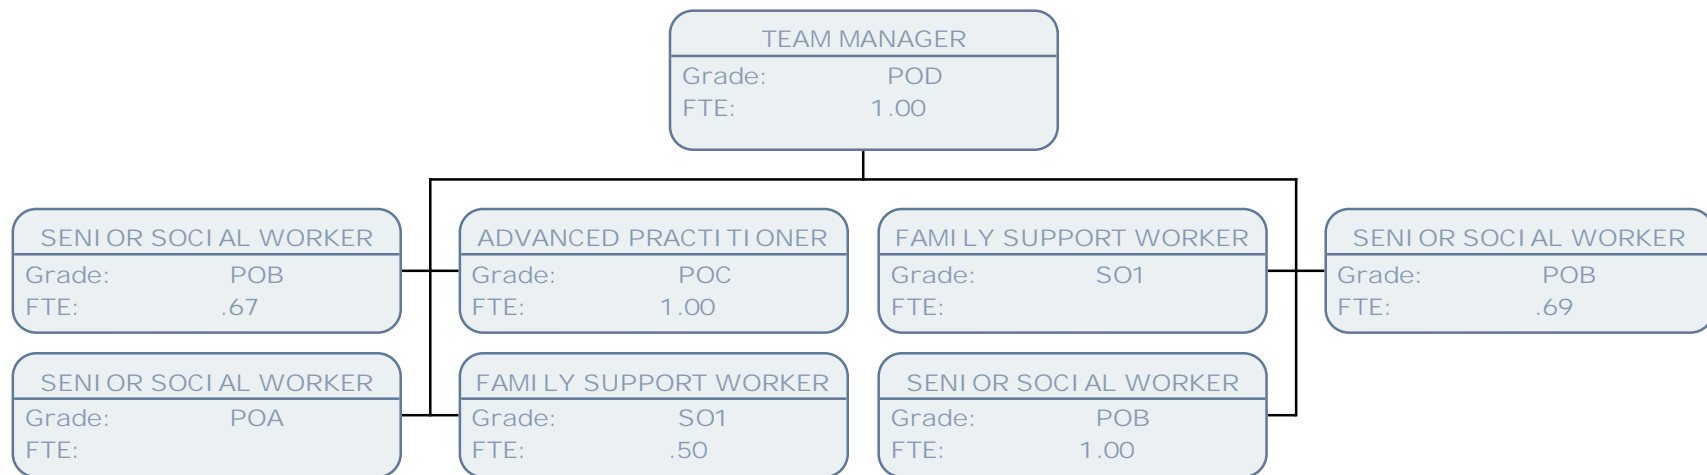 TEAM MANAGER
Grade: POD
FTE: 1.00
SENIOR SOCIAL WORKER
Grade: POB
FTE: .67
ADVANCED PRACTITIONER
Grade: POC
FTE: 1.00
FAMILY SUPPORT WORKER
Grade: SO1
FTE:
SENIOR SOCIAL WORKER
Grade: POB
FTE: .69
SENIOR SOCIAL WORKER
Grade: POA
FTE:
FAMILY SUPPORT WORKER
Grade: SO1
FTE: .50
SENIOR SOCIAL WORKER
Grade: POB
FTE: 1.00